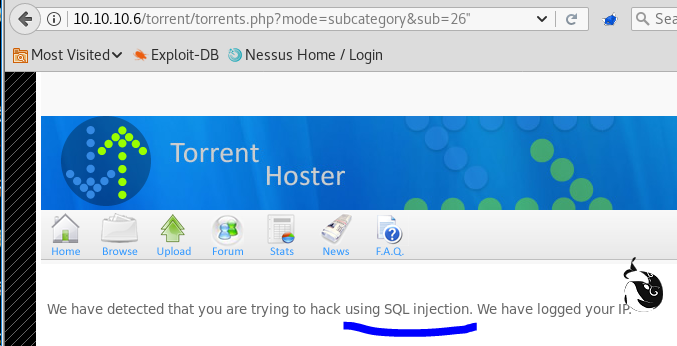 10.10.10.6/torrent/torrents.php?mode=subcategory&sub=26"
Sea
Most Visited Exploit-DB Nessus Home / Login
Torrent
Hoster
Home Browse Upload Forum Stats News F.A.Q.
We have detected that you are trying to hack using SQL injection. We have logged your IP.